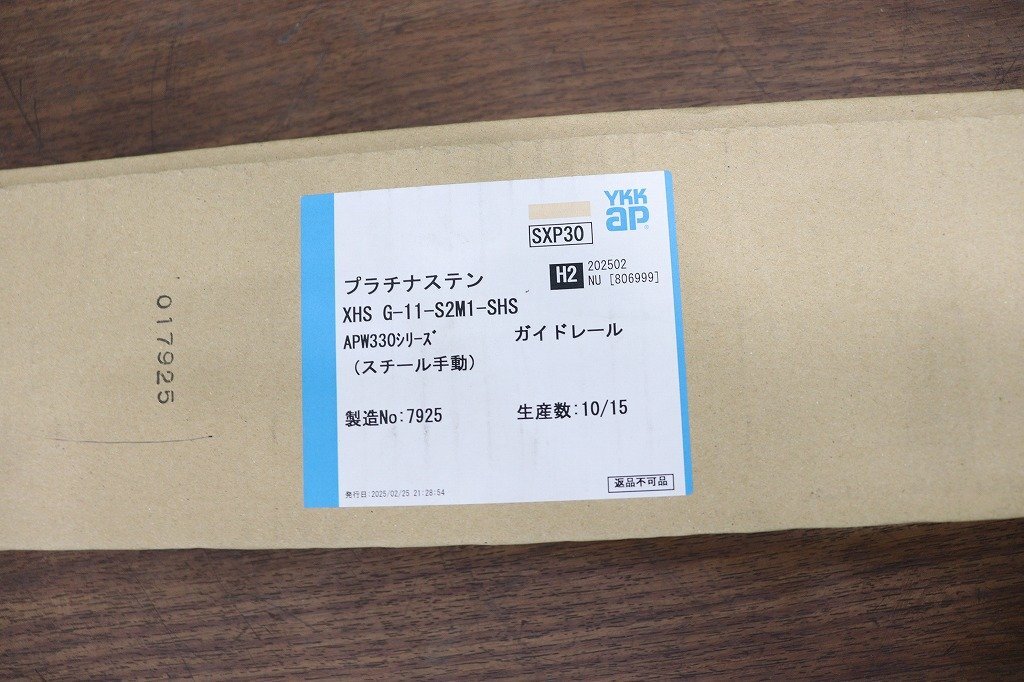 YKK
ap
SXP30
H2
202502
NU [806999]
プラチナステン
XHS G-11-S2M1-SHS
APW330ｼﾘｰｽﾞ ガイドレール
（スチール手動）
製造No:7925 生産数:10/15
発行日:2025/02/25 21:28:54
返品不可品
017925